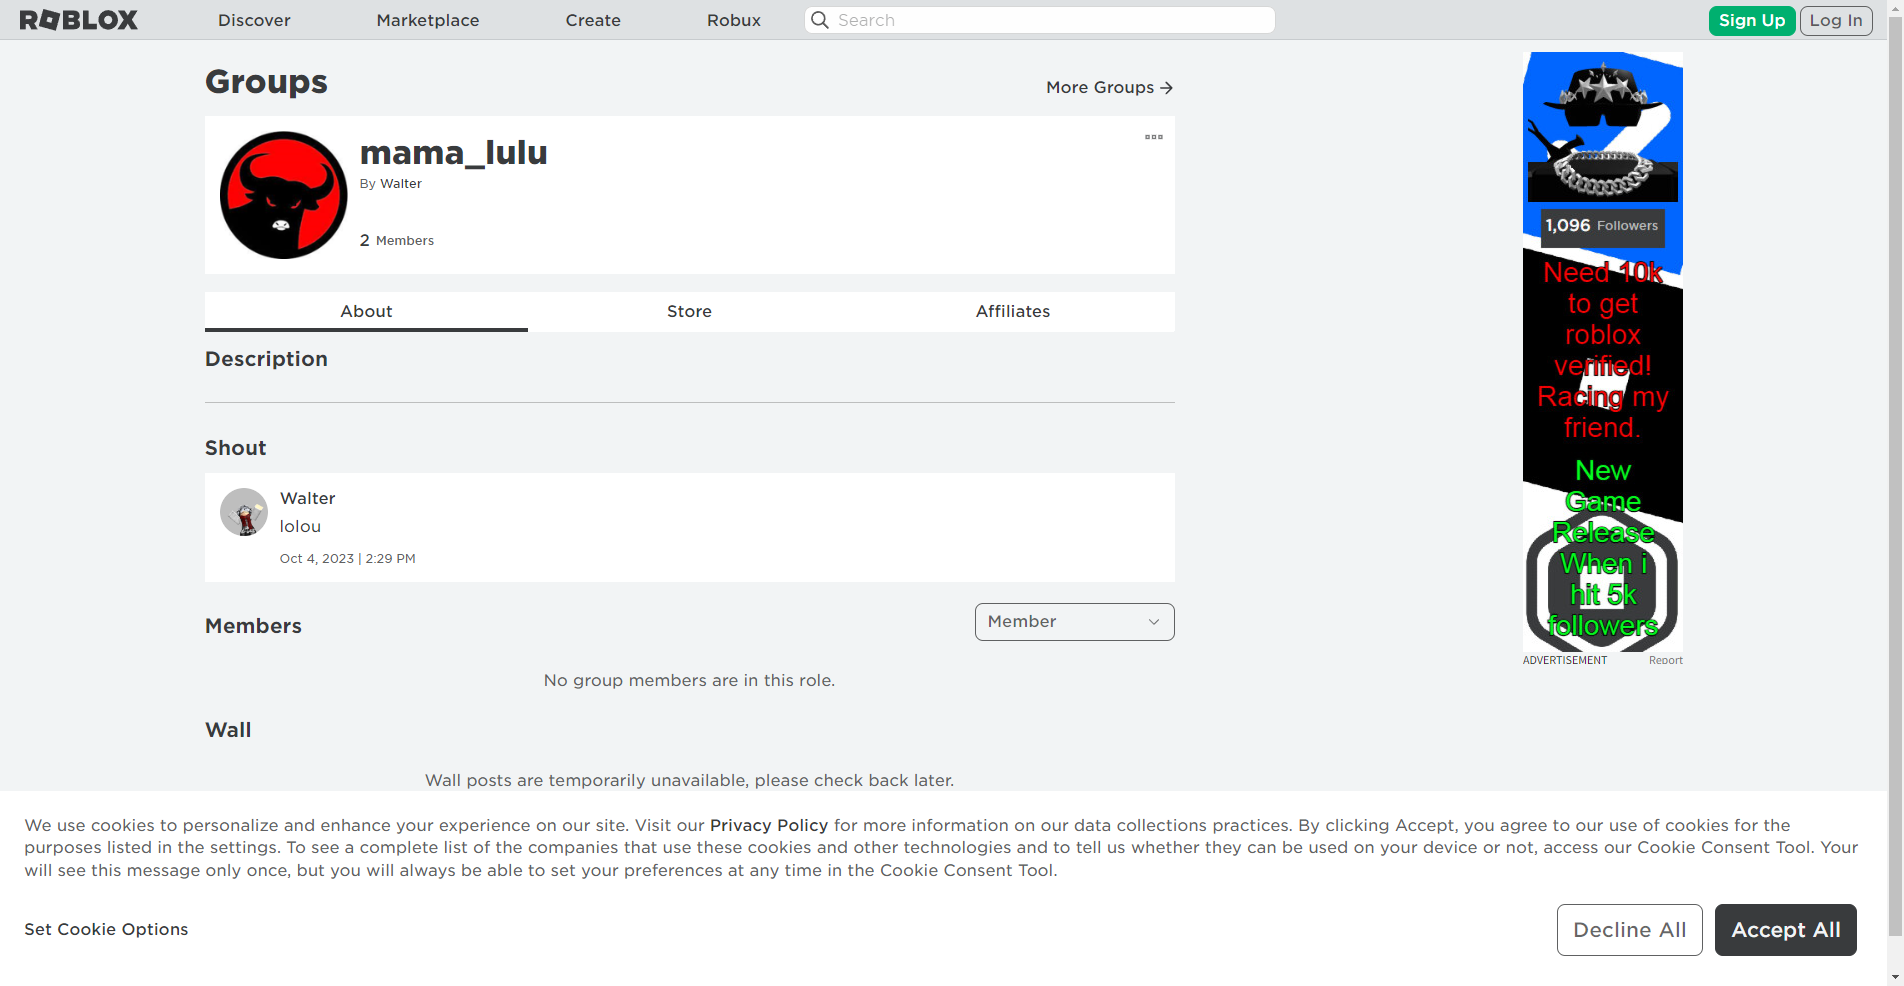 ROBLOX
Discover
Marketplace
Create
Robux
Search
Sign Up
Log In
Groups
More Groups
mama_lulu
By Walter
2 Members
About
Store
Affiliates
Description
Shout
Walter
lolou
Oct 4, 2023 | 2:29 PM
Members
Member
No group members are in this role.
Wall
Wall posts are temporarily unavailable, please check back later.
1,096 Followers
Need 10k
to get
roblox
verified!
Racing my
friend.
New
Game
Release
When i
hit 5k
followers
ADVERTISEMENT
Report
We use cookies to personalize and enhance your experience on our site. Visit our Privacy Policy for more information on our data collections practices. By clicking Accept, you agree to our use of cookies for the
purposes listed in the settings. To see a complete list of the companies that use these cookies and other technologies and to tell us whether they can be used on your device or not, access our Cookie Consent Tool. Your
will see this message only once, but you will always be able to set your preferences at any time in the Cookie Consent Tool.
Set Cookie Options
Decline All
Accept All